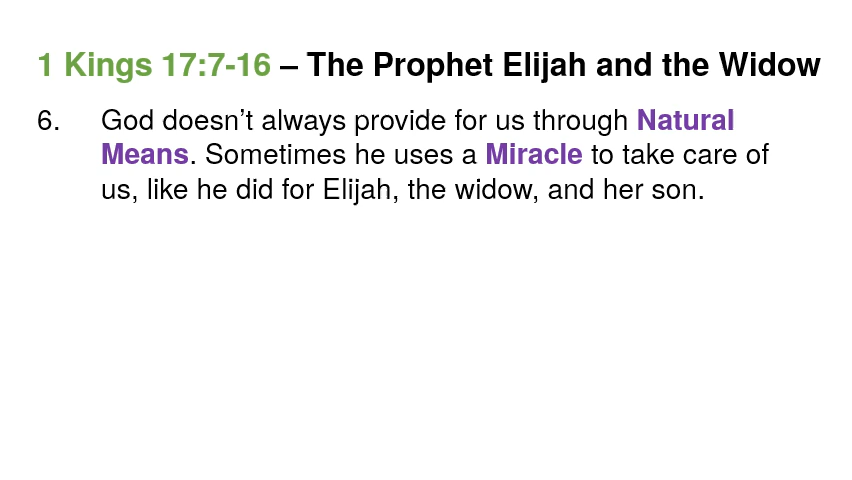 1 Kings 17:7-16 – The Prophet Elijah and the Widow
6. God doesn’t always provide for us through Natural
Means. Sometimes he uses a Miracle to take care of
us, like he did for Elijah, the widow, and her son.